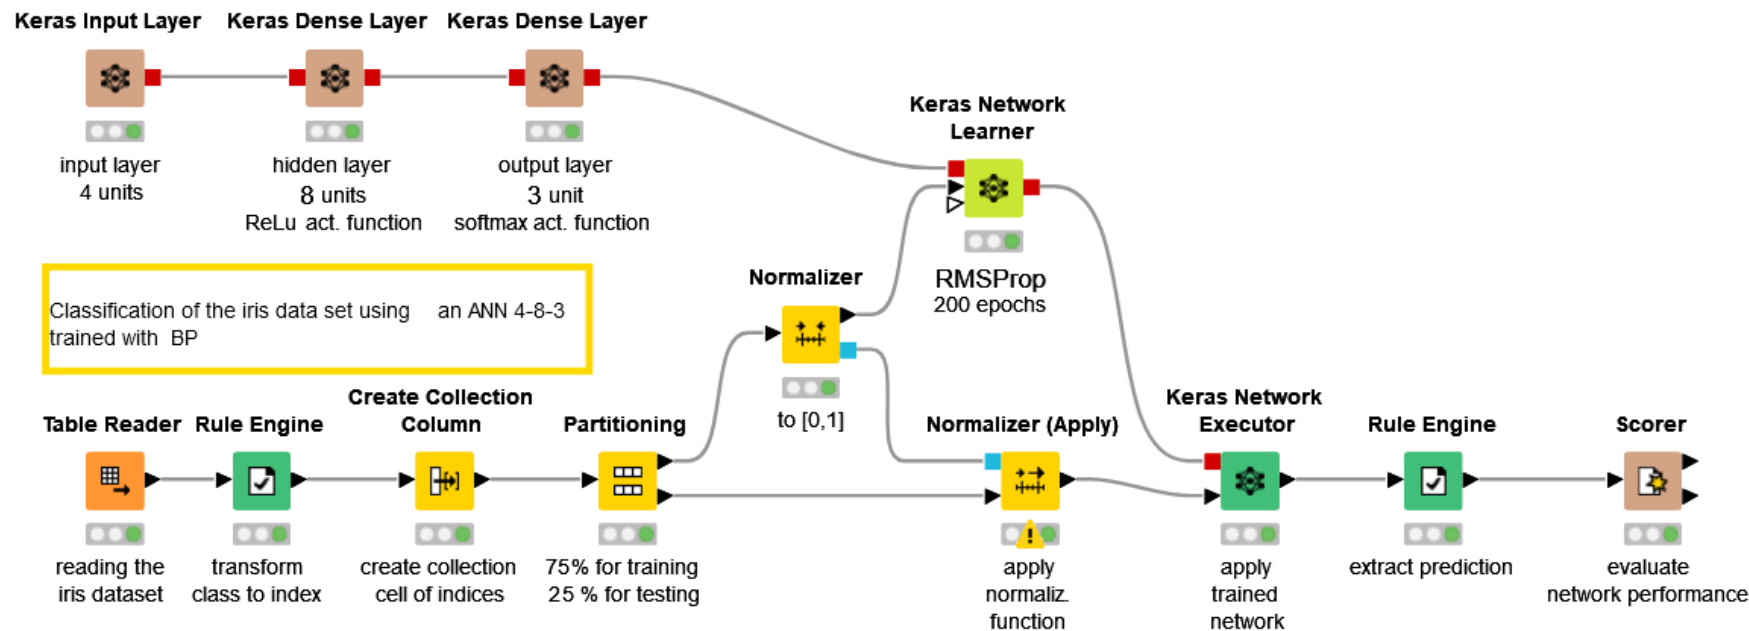 Keras Input Layer
Keras Dense Layer
Keras Dense Layer
input layer
4 units
hidden layer
8 units
ReLu act. function
output layer
3 unit
softmax act. function
Keras Network
Learner
RMSProp
200 epochs
Classification of the iris data set using an ANN 4-8-3
trained with BP
Normalizer
to [0,1]
Table Reader
reading the
iris dataset
Rule Engine
transform
class to index
Create Collection
Column
create collection
cell of indices
Partitioning
75% for training
25 % for testing
Normalizer (Apply)
apply
normaliz.
function
Keras Network
Executor
apply
trained
network
Rule Engine
extract prediction
Scorer
evaluate
network performance